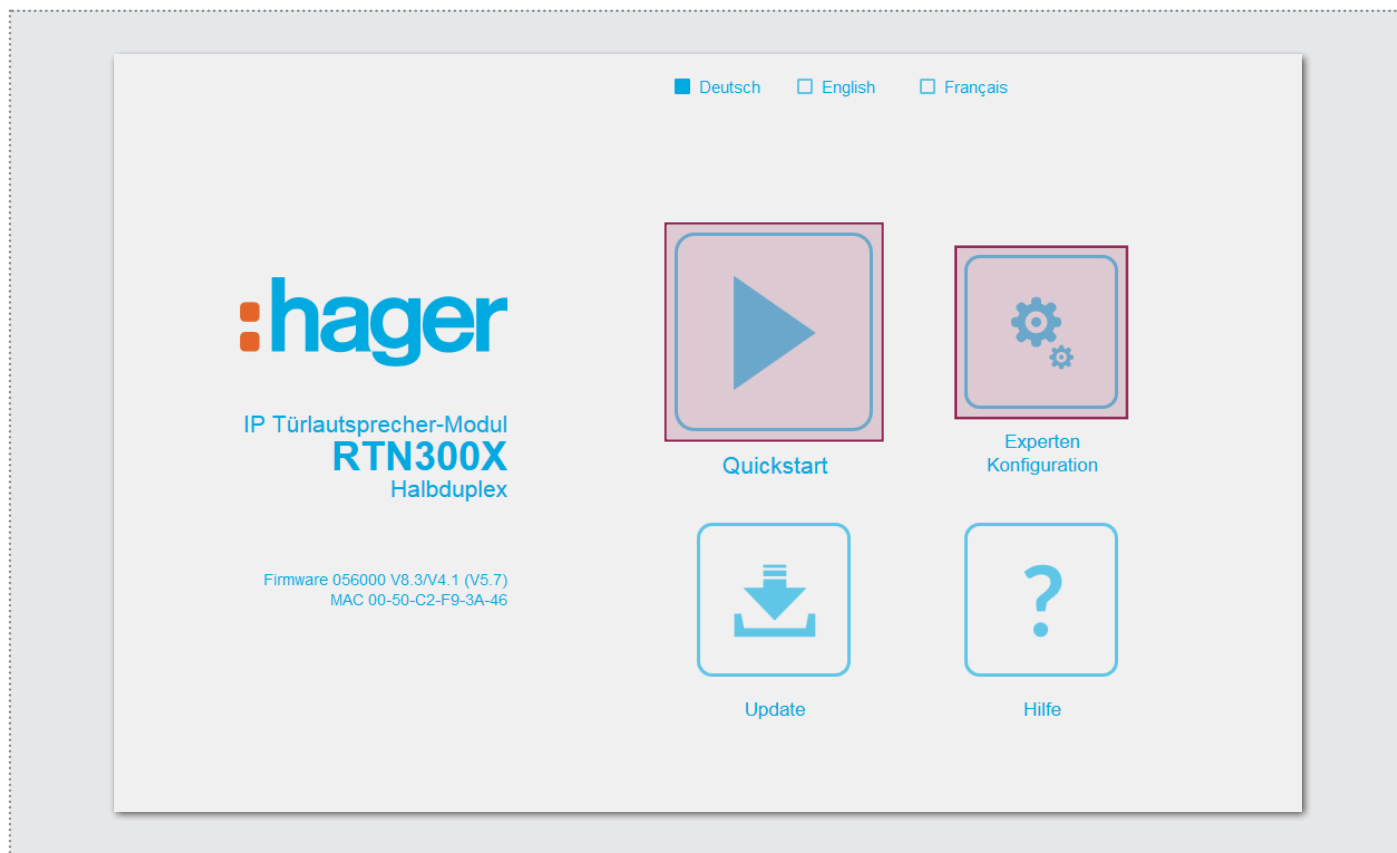 Deutsch English Français
:hager
IP Türlautsprecher-Modul
RTN300X
Halbduplex
Firmware 056000 V8.3/V4.1 (V5.7)
MAC 00-50-C2-F9-3A-46
Quickstart
Experten
Konfiguration
Update
?
Hilfe